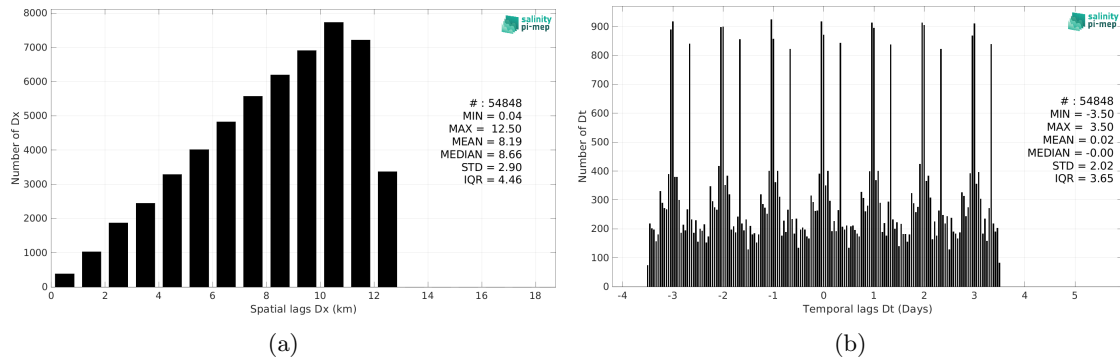 8000
7000
6000
5000
4000
3000
2000
1000
0
Number of Dx
salinity
pi-mep
# : 54848
MIN = 0.04
MAX = 12.50
MEAN = 8.19
MEDIAN = 8.66
STD = 2.90
IQR = 4.46
0 2 4 6 8 10 12 14 16 18
Spatial lags Dx (km)
(a)
900
800
700
600
500
400
300
200
100
0
Number of Dt
salinity
pi-mep
# : 54848
MIN = -3.50
MAX = 3.50
MEAN = 0.02
MEDIAN = -0.00
STD = 2.02
IQR = 3.65
-4 -3 -2 -1 0 1 2 3 4 5
Temporal lags Dt (Days)
(b)